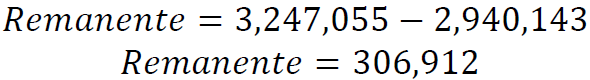 Remanente = 3,247,055 − 2,940,143
Remanente = 306,912